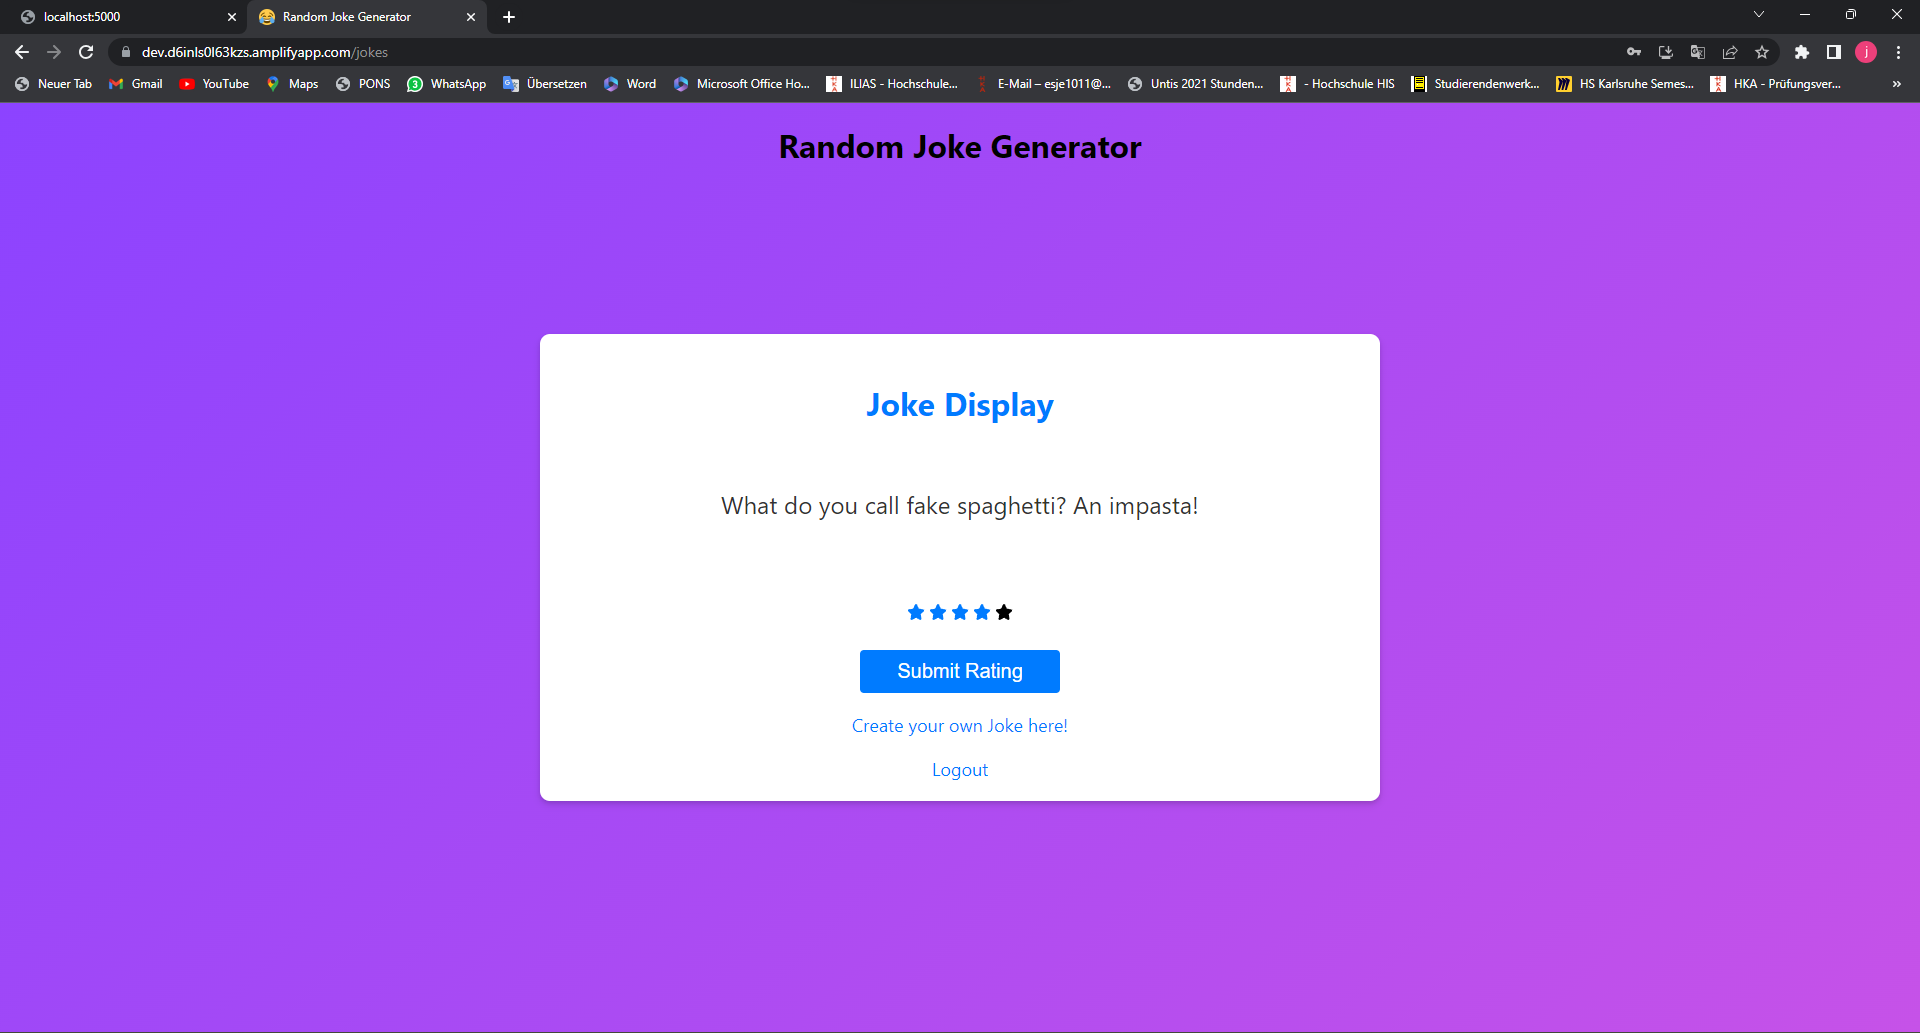 localhost:5000
Random Joke Generator
dev.d6inls0l63kzs.amplifyapp.com/jokes
j
Neuer Tab Gmail YouTube Maps PONS 3 WhatsApp Übersetzen Word Microsoft Office Ho... ILIAS - Hochschule... E-Mail – esje1011@... Untis 2021 Stunden... - Hochschule HIS Studierendenwerk... HS Karlsruhe Semes... HKA - Prüfungsver... »
Random Joke Generator
Joke Display
What do you call fake spaghetti? An impasta!
Submit Rating
Create your own Joke here!
Logout